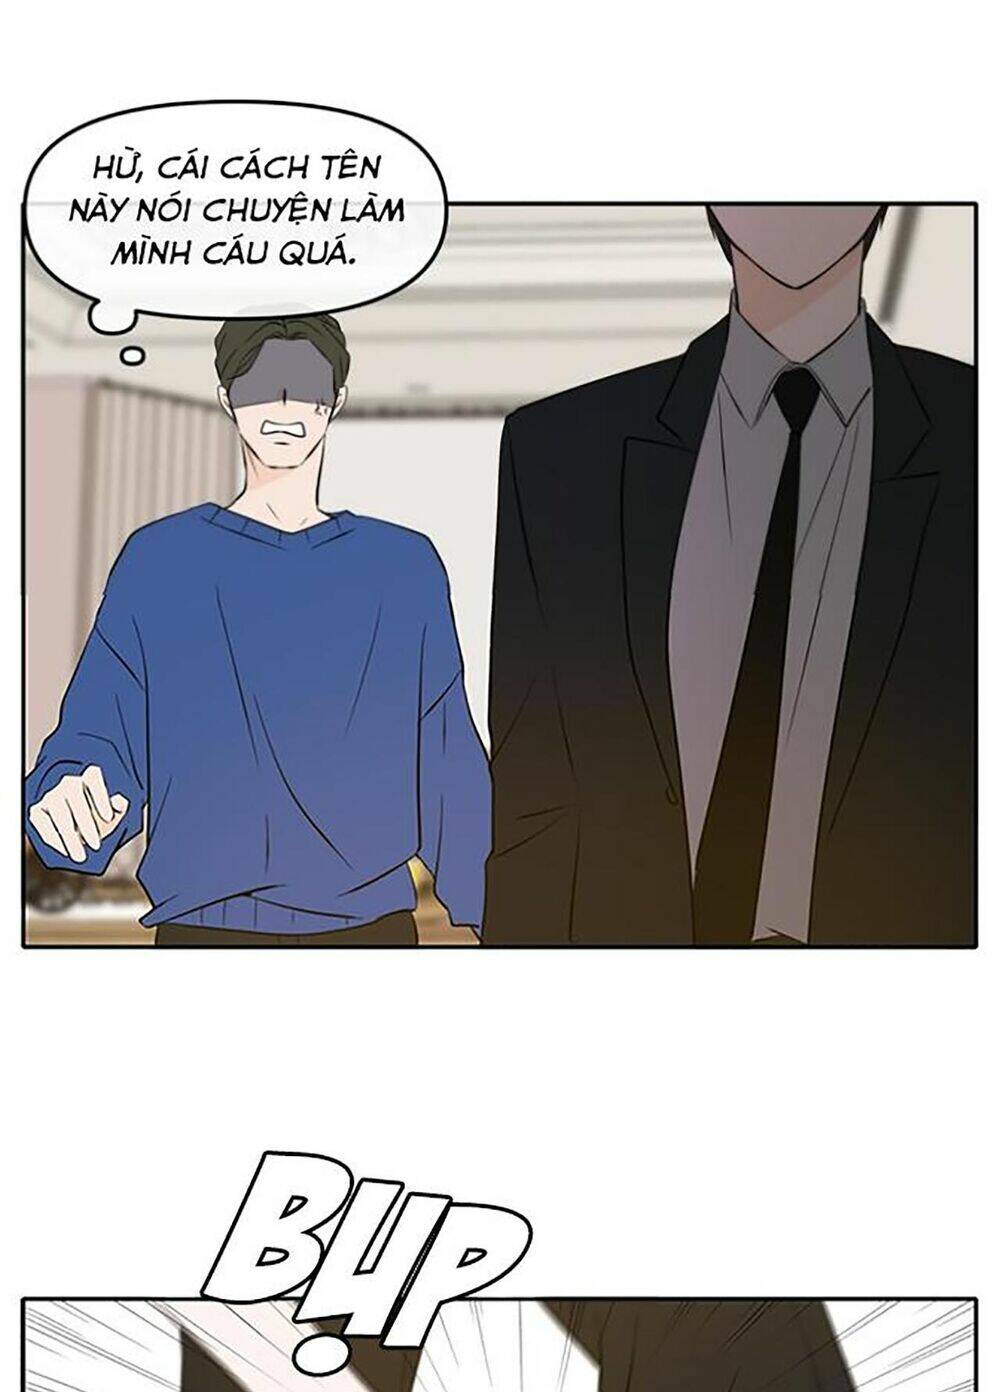 HỪ, CÁI CÁCH TÊN
NÀY NÓI CHUYỆN LÀM
MÌNH CÁU QUÁ.
BỤP